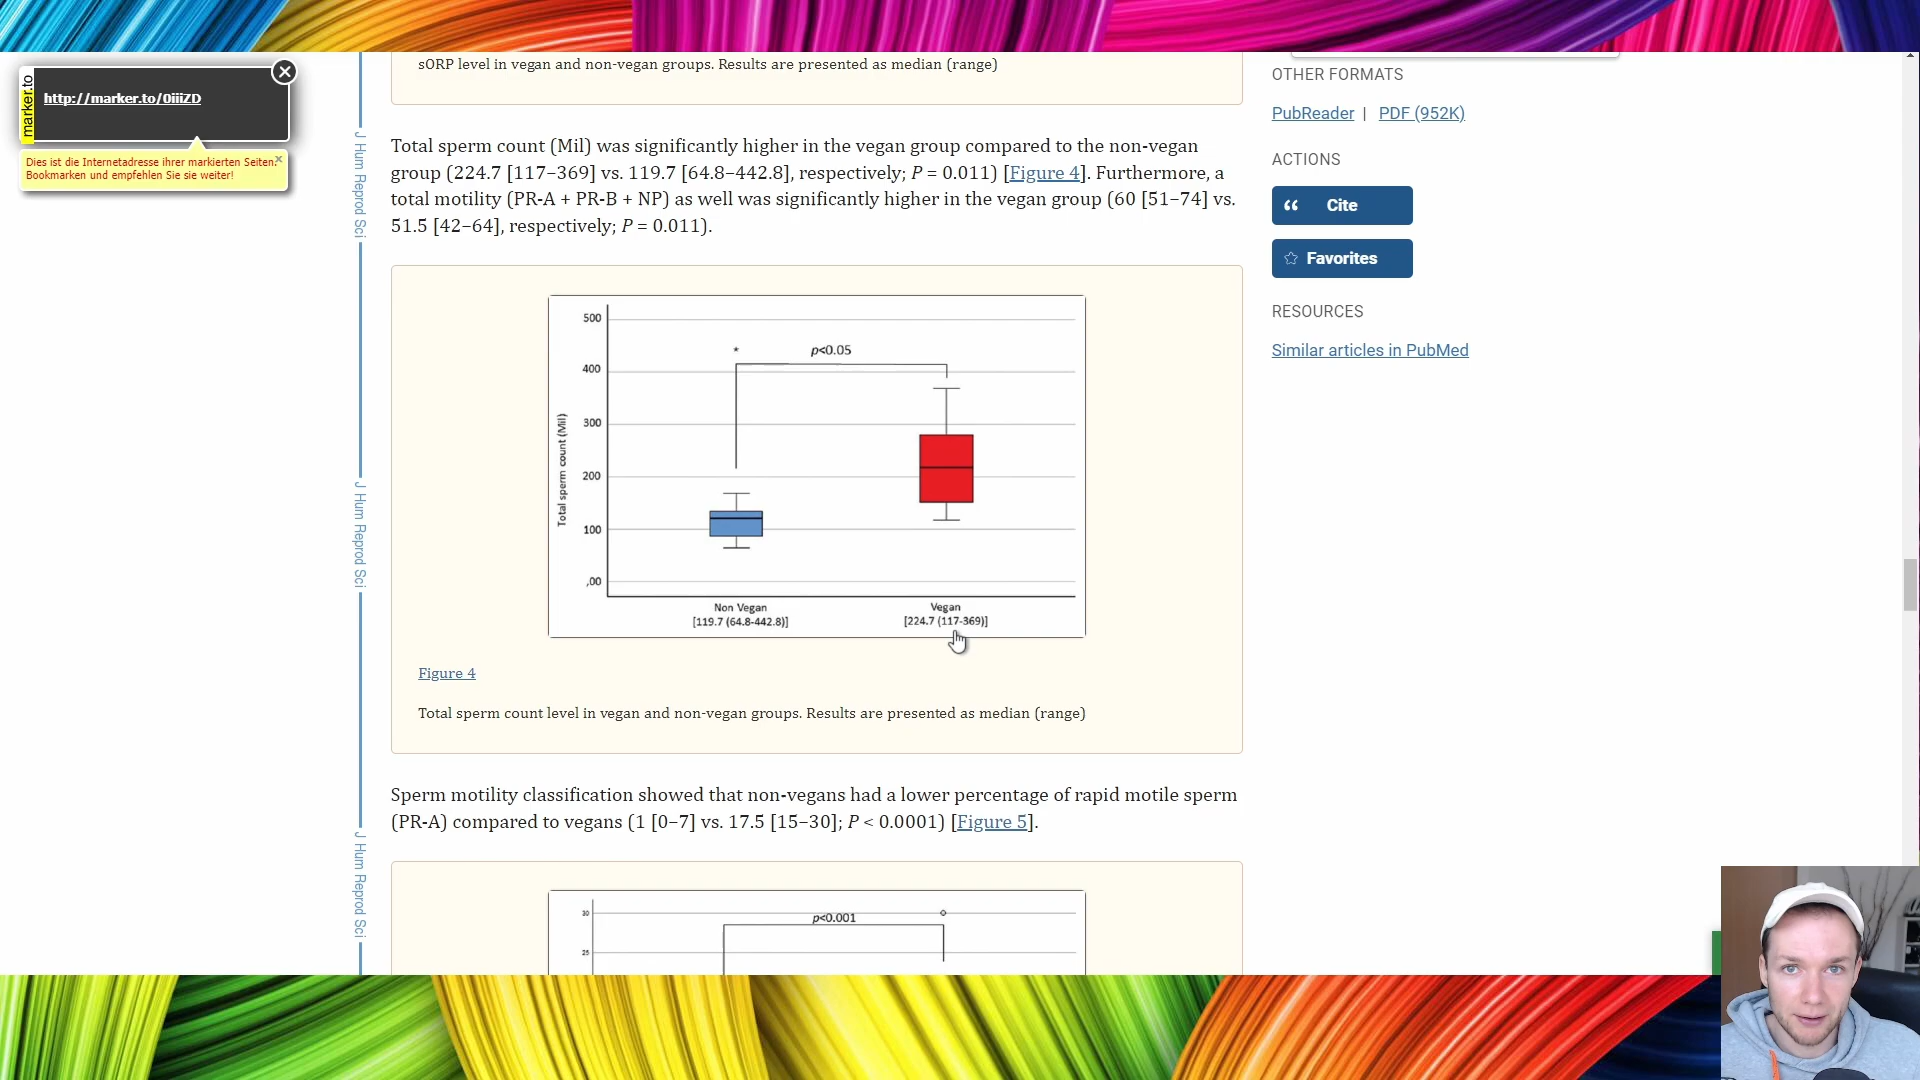 marker.to
http://marker.to/0iiiZD
Dies ist die Internetadresse ihrer markierten Seiten.
Bookmarken und empfehlen Sie sie weiter!
J Hum Reprod Sci
J Hum Reprod Sci
J Hum Reprod Sci
sORP level in vegan and non-vegan groups. Results are presented as median (range)
Total sperm count (Mil) was significantly higher in the vegan group compared to the non-vegan
group (224.7 [117–369] vs. 119.7 [64.8–442.8], respectively; P = 0.011) [Figure 4]. Furthermore, a
total motility (PR-A + PR-B + NP) as well was significantly higher in the vegan group (60 [51–74] vs.
51.5 [42–64], respectively; P = 0.011).
500
400
300
200
100
,00
Total sperm count (Mil)
*
p<0.05
Non Vegan
[119.7 (64.8-442.8)]
Vegan
[224.7 (117-369)]
Figure 4
Total sperm count level in vegan and non-vegan groups. Results are presented as median (range)
Sperm motility classification showed that non-vegans had a lower percentage of rapid motile sperm
(PR-A) compared to vegans (1 [0–7] vs. 17.5 [15–30]; P < 0.0001) [Figure 5].
30
25
p<0.001
OTHER FORMATS
PubReader | PDF (952K)
ACTIONS
Cite
Favorites
RESOURCES
Similar articles in PubMed